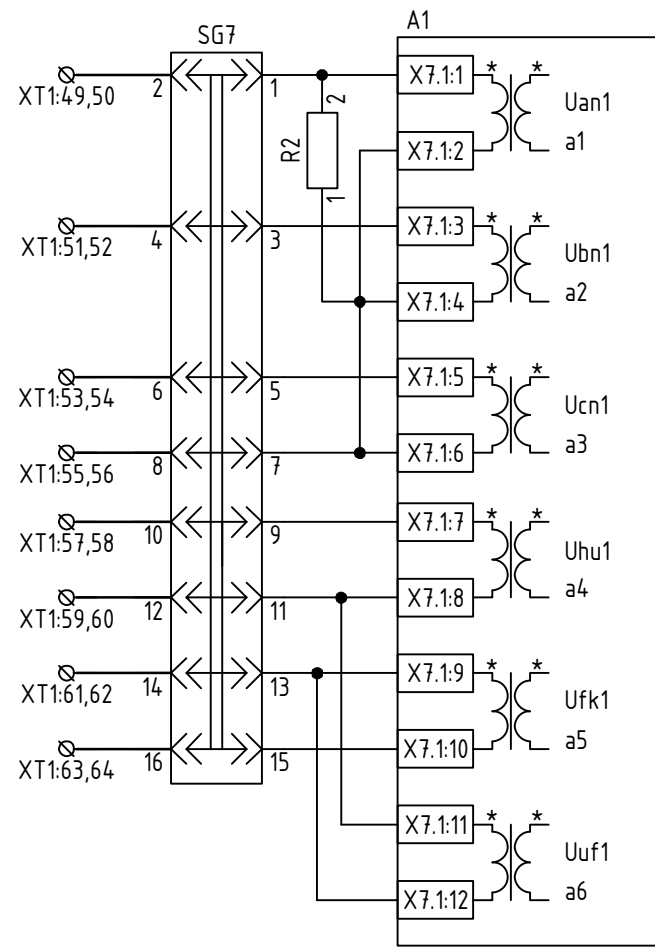 A1
SG7
XT1:49,50
2
1
X7.1:1
*
*
Uan1
a1
R2
2
1
X7.1:2
XT1:51,52
4
3
X7.1:3
*
*
Ubn1
a2
X7.1:4
XT1:53,54
6
5
X7.1:5
*
*
Ucn1
a3
XT1:55,56
8
7
X7.1:6
XT1:57,58
10
9
X7.1:7
*
*
Uhu1
a4
XT1:59,60
12
11
X7.1:8
XT1:61,62
14
13
X7.1:9
*
*
Ufk1
a5
XT1:63,64
16
15
X7.1:10
X7.1:11
*
*
Uuf1
a6
X7.1:12